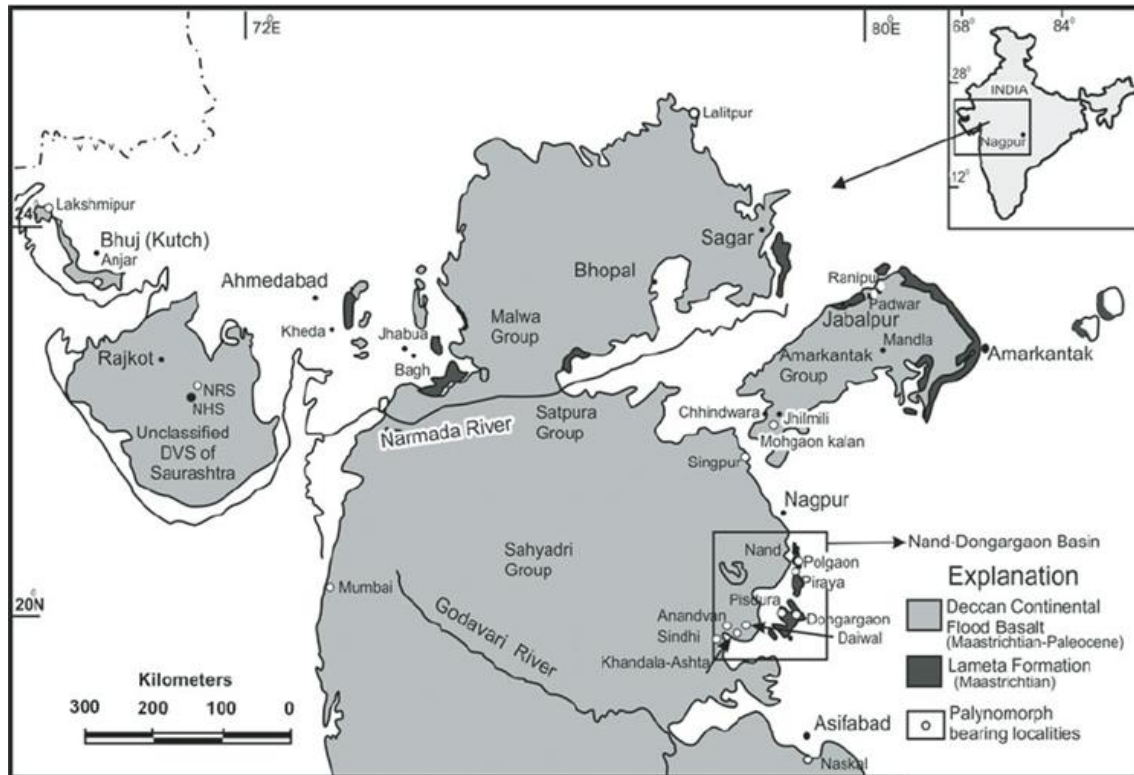 72°E
80°E
68°
84°
28°
INDIA
Nagpur
12°
Lalitpur
Lakshmipur
24°
Bhuj (Kutch)
Anjar
Sagar
Ahmedabad
Bhopal
Ranipur
Padwar
Kheda
Jhabua
Malwa
Group
Jabalpur
Mandla
Rajkot
Bagh
Amarkantak
Group
Amarkantak
NRS
NHS
Satpura
Group
Chhindwara
Jhilmili
Unclassified
DVS of
Saurashtra
Narmada River
Mohgaon kalan
Singpur
Nagpur
Sahyadri
Group
Nand
Nand-Dongargaon Basin
Polgaon
Piraya
Mumbai
Pisdura
20°N
Godavari River
Anandvan
Dongargaon
Sindhi
Daiwal
Khandala-Ashta
Explanation
Deccan Continental
Flood Basalt
(Maastrichtian-Paleocene)
Lameta Formation
(Maastrichtian)
Palynomorph
bearing localities
Kilometers
300 200 100 0
Asifabad
Naskal